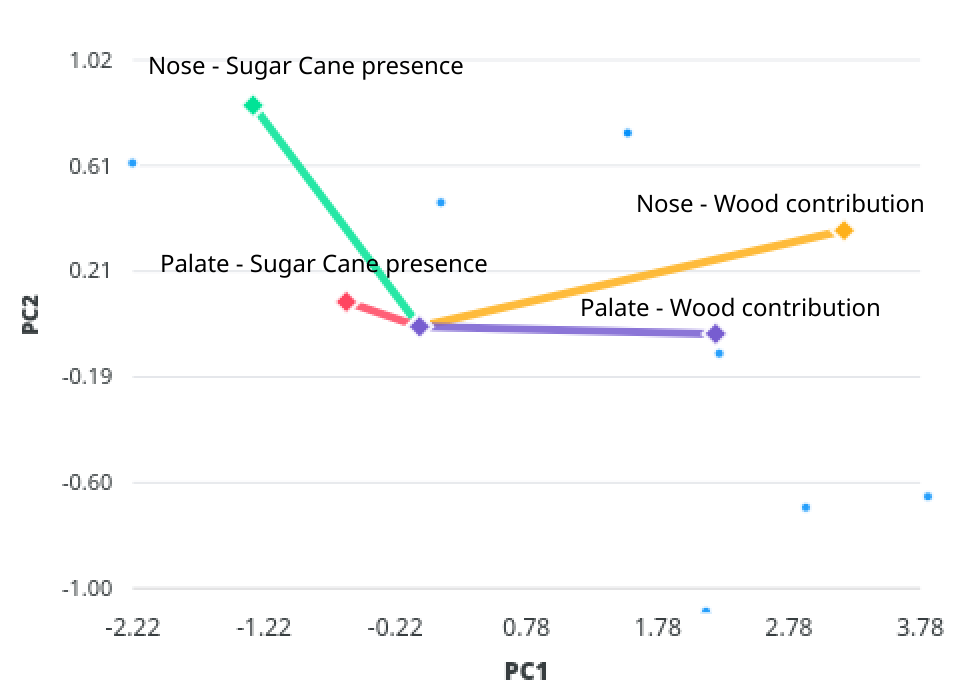 1.02
Nose - Sugar Cane presence
0.61
Nose - Wood contribution
Palate - Sugar Cane presence
0.21
Palate - Wood contribution
PC2
-0.19
-0.60
-1.00
-2.22 -1.22 -0.22 0.78 1.78 2.78 3.78
PC1